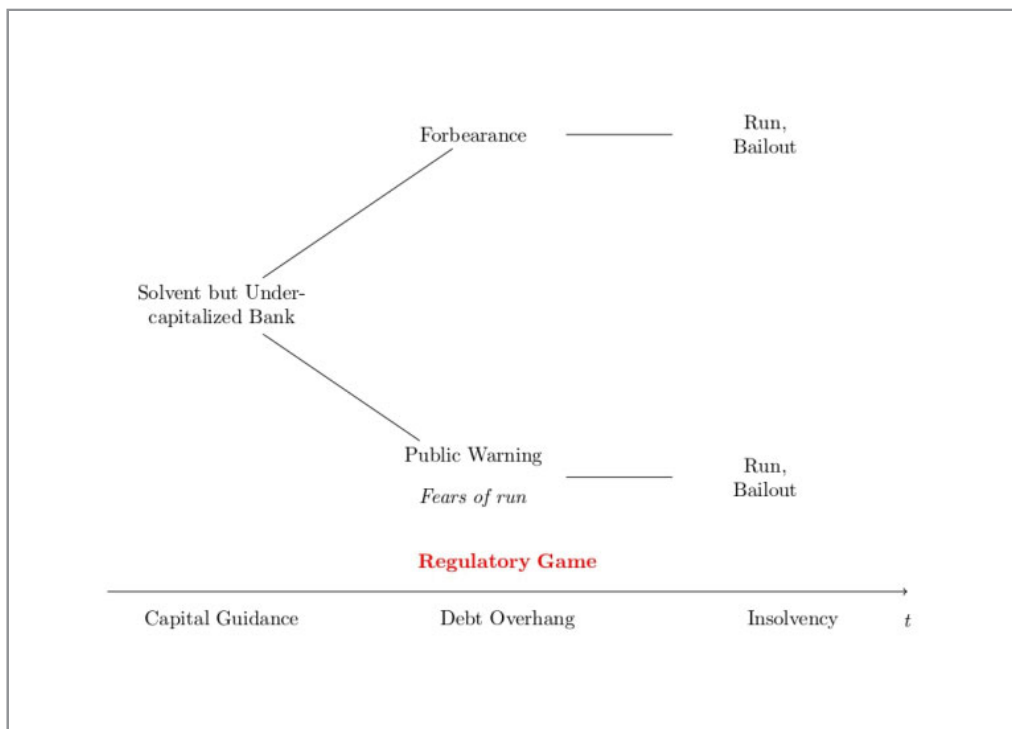 Forbearance
Run,
Bailout
Solvent but Under-
capitalized Bank
Public Warning
Fears of run
Run,
Bailout
Regulatory Game
Capital Guidance
Debt Overhang
Insolvency
t